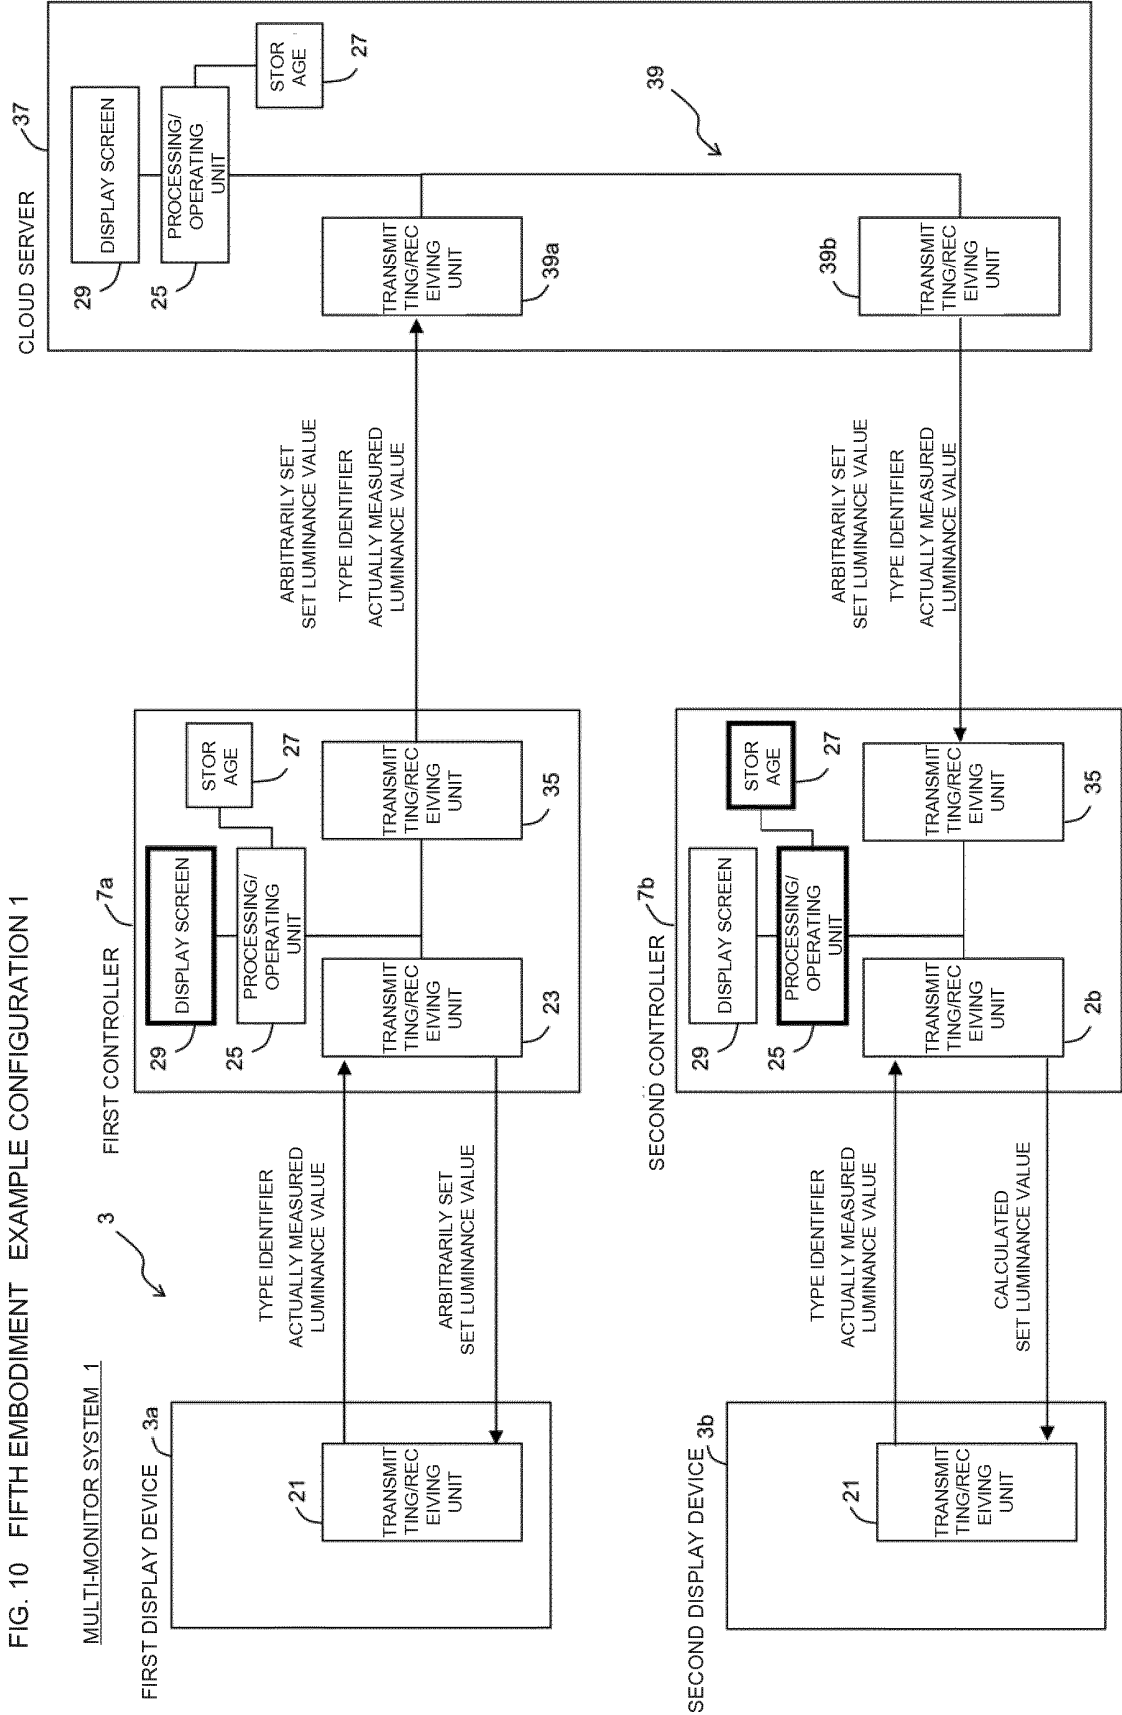 FIG. 10 FIFTH EMBODIMENT EXAMPLE CONFIGURATION 1
MULTI-MONITOR SYSTEM 1
3
FIRST DISPLAY DEVICE
3a
21
TRANSMIT
TING/REC
EIVING
UNIT
TYPE IDENTIFIER
ACTUALLY MEASURED
LUMINANCE VALUE
ARBITRARILY SET
SET LUMINANCE VALUE
FIRST CONTROLLER
7a
DISPLAY SCREEN
29
PROCESSING/
OPERATING
UNIT
25
STOR
AGE
27
TRANSMIT
TING/REC
EIVING
UNIT
23
TRANSMIT
TING/REC
EIVING
UNIT
35
ARBITRARILY SET
SET LUMINANCE VALUE
TYPE IDENTIFIER
ACTUALLY MEASURED
LUMINANCE VALUE
CLOUD SERVER
37
DISPLAY SCREEN
29
PROCESSING/
OPERATING
UNIT
25
STOR
AGE
27
TRANSMIT
TING/REC
EIVING
UNIT
39a
39
39b
TRANSMIT
TING/REC
EIVING
UNIT
SECOND DISPLAY DEVICE
3b
21
TRANSMIT
TING/REC
EIVING
UNIT
TYPE IDENTIFIER
ACTUALLY MEASURED
LUMINANCE VALUE
CALCULATED
SET LUMINANCE VALUE
SECOND CONTROLLER
7b
DISPLAY SCREEN
29
PROCESSING/
OPERATING
UNIT
25
STOR
AGE
27
TRANSMIT
TING/REC
EIVING
UNIT
2b
TRANSMIT
TING/REC
EIVING
UNIT
35
ARBITRARILY SET
SET LUMINANCE VALUE
TYPE IDENTIFIER
ACTUALLY MEASURED
LUMINANCE VALUE